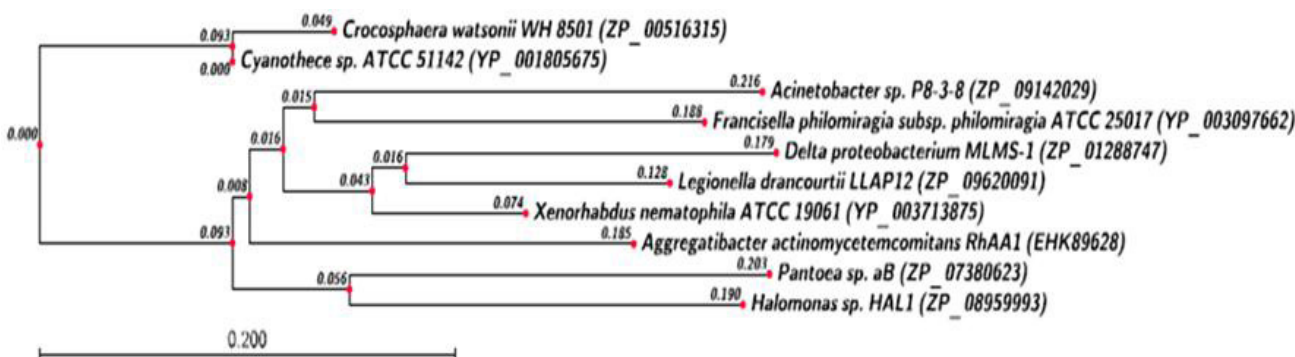 0.049 Crocosphaera watsonii WH 8501 (ZP_00516315)
0.093
0.000 Cyanothece sp. ATCC 51142 (YP_001805675)
0.216 Acinetobacter sp. P8-3-8 (ZP_09142029)
0.015
0.188 Francisella philomiragia subsp. philomiragia ATCC 25017 (YP_003097662)
0.000
0.016
0.179 Delta proteobacterium MLMS-1 (ZP_01288747)
0.016
0.128 Legionella drancourtii LLAP12 (ZP_09620091)
0.043
0.008
0.074 Xenorhabdus nematophila ATCC 19061 (YP_003713875)
0.093
0.185 Aggregatibacter actinomycetemcomitans RhAA1 (EHK89628)
0.203 Pantoea sp. aB (ZP_07380623)
0.056
0.190 Halomonas sp. HAL1 (ZP_08959993)
0.200